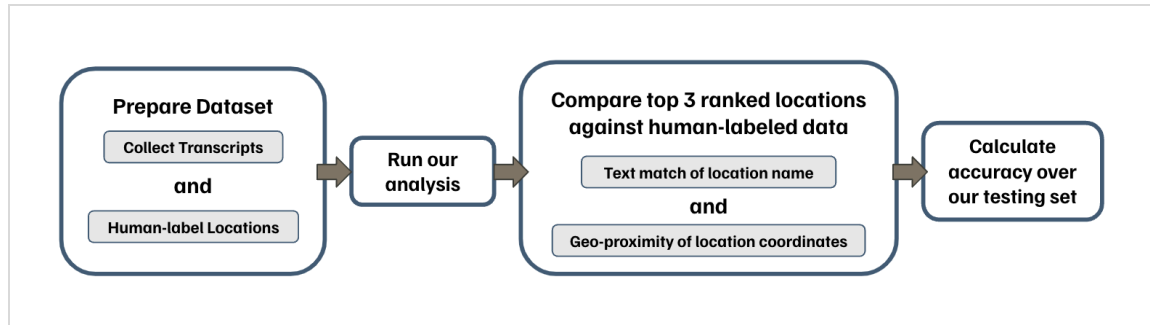 Prepare Dataset
Collect Transcripts
and
Human-label Locations
Run our
analysis
Compare top 3 ranked locations
against human-labeled data
Text match of location name
and
Geo-proximity of location coordinates
Calculate
accuracy over
our testing set